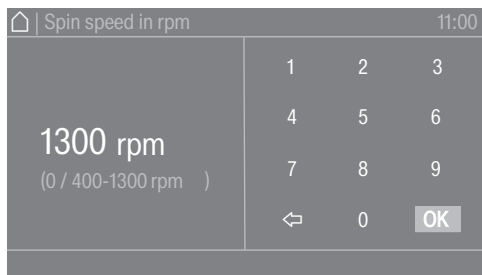 | Spin speed in rpm 11:00
1300 rpm
(0 / 400-1300 rpm )
1 2 3
4 5 6
7 8 9
0 OK